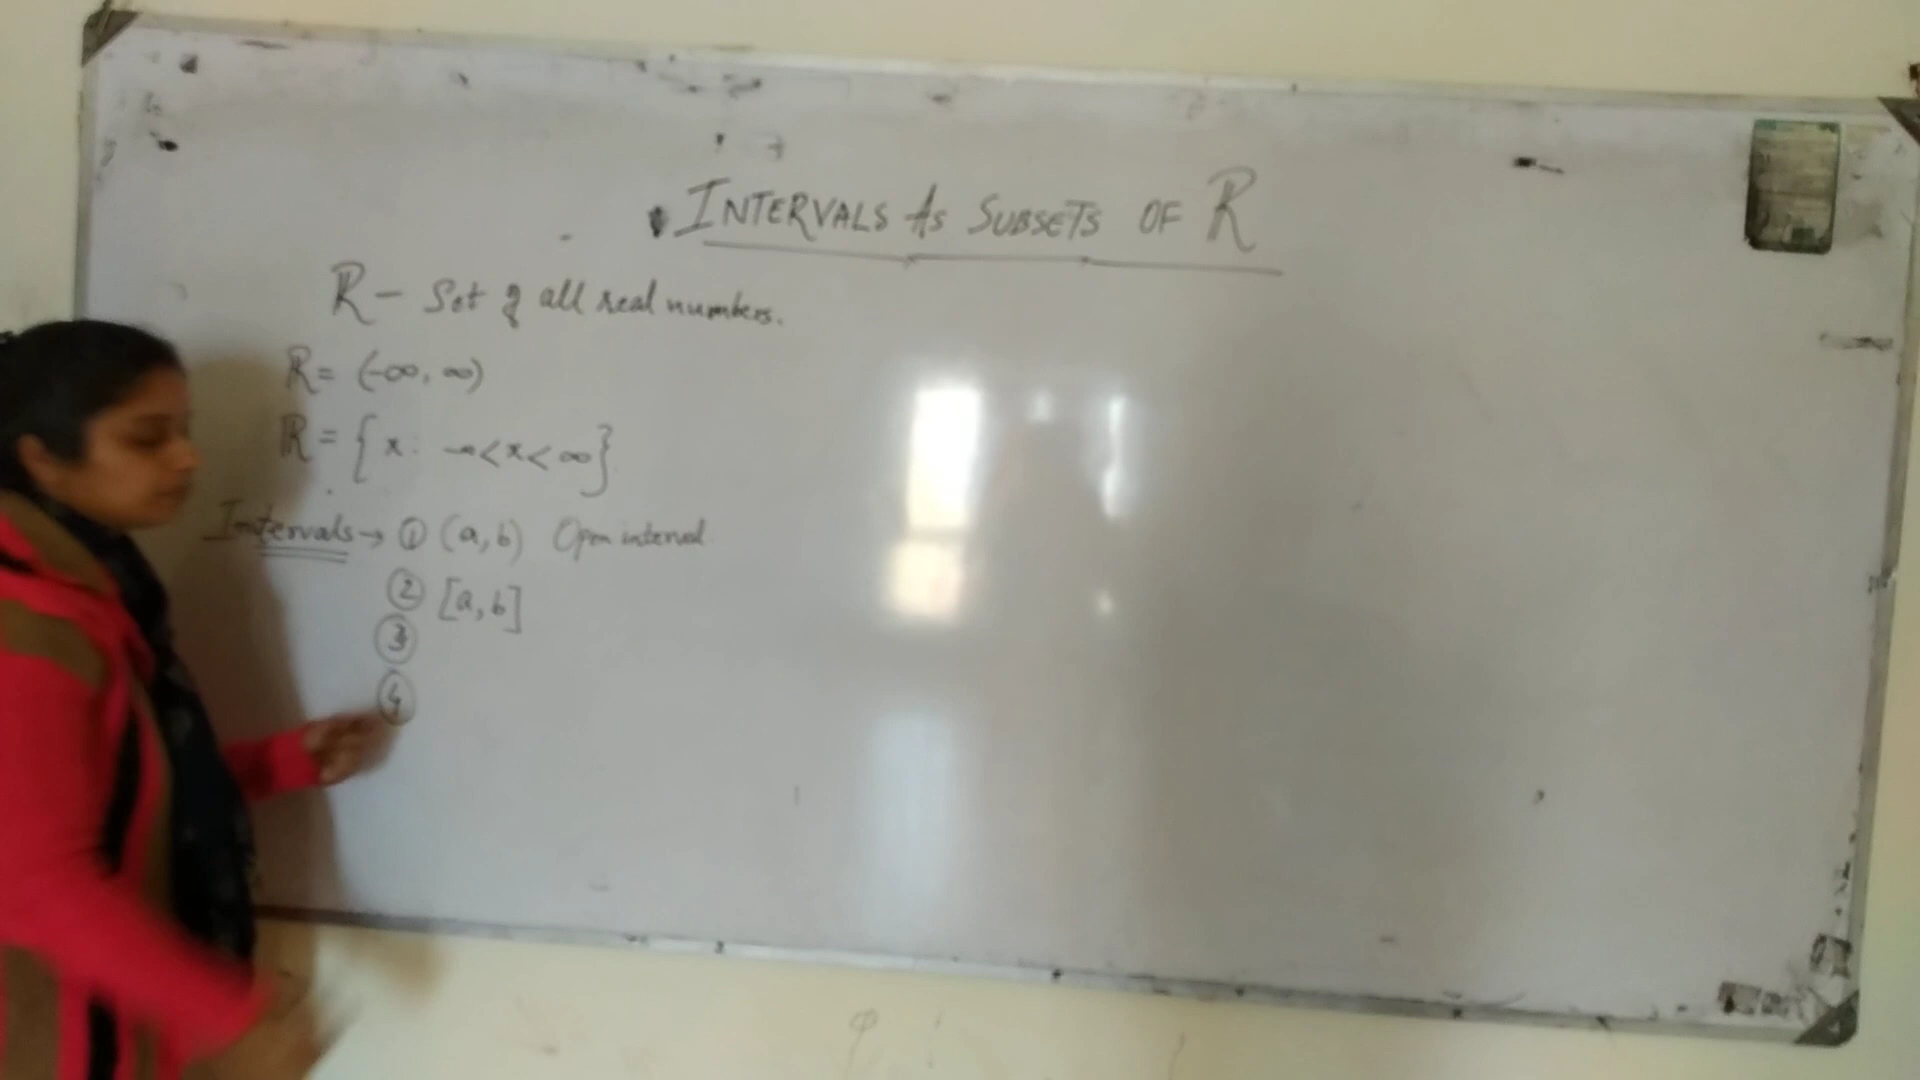 INTERVALS AS SUBSETS OF R
R – Set of all real numbers.
R = (-∞, ∞)
R = {x : -∞ < x < ∞}
Intervals → ① (a, b) Open interval
② [a, b]
③
④